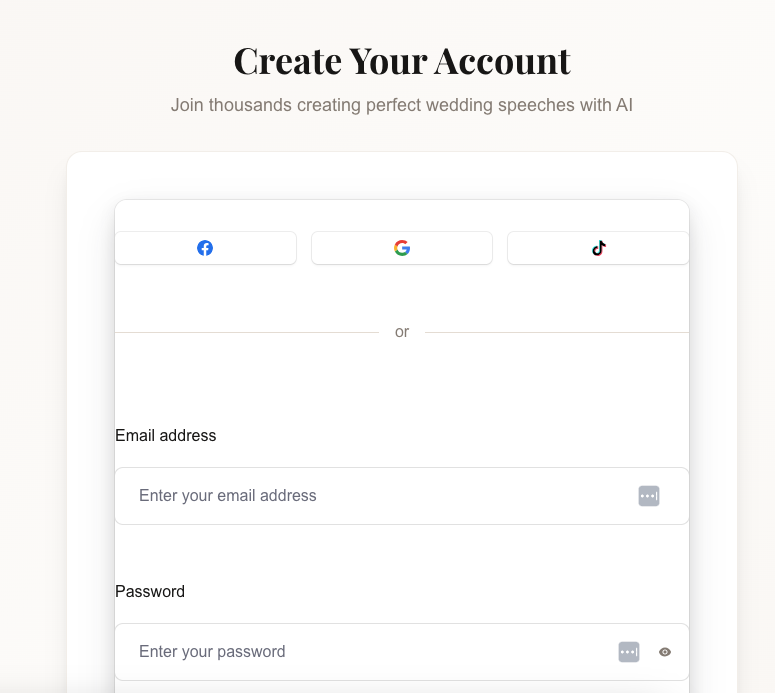 Create Your Account
Join thousands creating perfect wedding speeches with AI
or
Email address
Enter your email address
Password
Enter your password